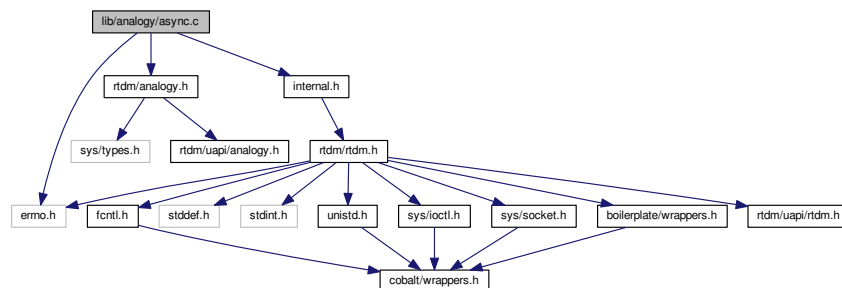 lib/analogy/async.c
rtdm/analogy.h
internal.h
sys/types.h
rtdm/uapi/analogy.h
rtdm/rtdm.h
errno.h
fcntl.h
stddef.h
stdint.h
unistd.h
sys/ioctl.h
sys/socket.h
boilerplate/wrappers.h
rtdm/uapi/rtdm.h
cobalt/wrappers.h